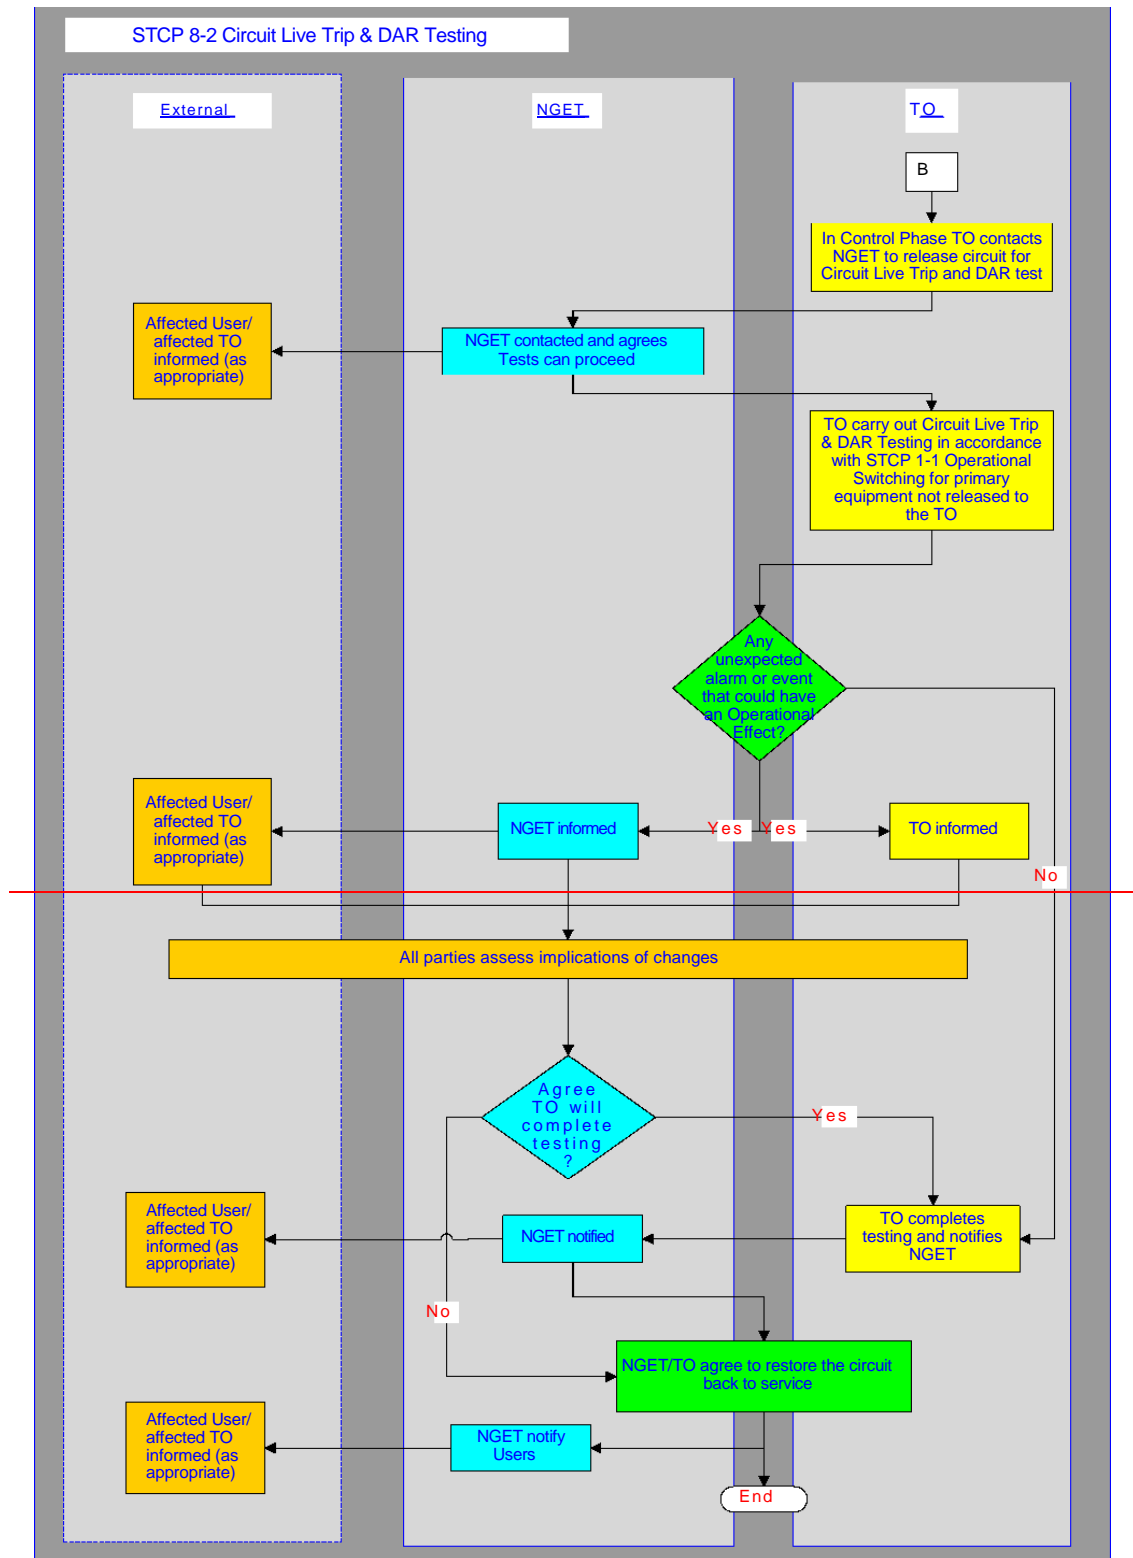 STCP 8-2 Circuit Live Trip & DAR Testing
External
NGET
TO
B
In Control Phase TO contacts
NGET to release circuit for
Circuit Live Trip and DAR test
Affected User/
affected TO
informed (as
appropriate)
NGET contacted and agrees
Tests can proceed
TO carry out Circuit Live Trip
& DAR Testing in accordance
with STCP 1-1 Operational
Switching for primary
equipment not released to
the TO
Any
unexpected
alarm or event
that could have
an Operational
Effect?
Affected User/
affected TO
informed (as
appropriate)
NGET informed
Yes
Yes
TO informed
No
All parties assess implications of changes
Agree
TO will
complete
testing
?
Yes
Affected User/
affected TO
informed (as
appropriate)
NGET notified
TO completes
testing and notifies
NGET
No
NGET/TO agree to restore the circuit
back to service
Affected User/
affected TO
informed (as
appropriate)
NGET notify
Users
End